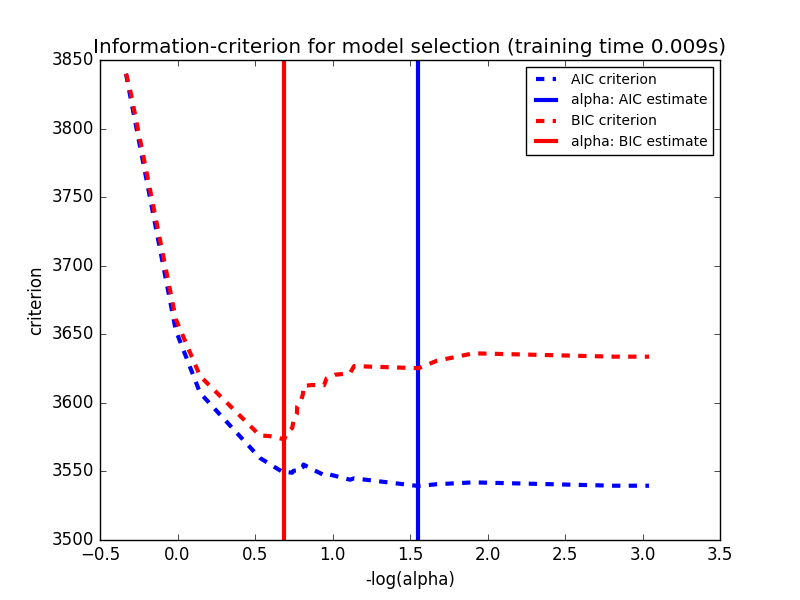 Information-criterion for model selection (training time 0.009s)
3850
3800
3750
3700
3650
3600
3550
3500
criterion
AIC criterion
alpha: AIC estimate
BIC criterion
alpha: BIC estimate
−0.5 0.0 0.5 1.0 1.5 2.0 2.5 3.0 3.5
-log(alpha)